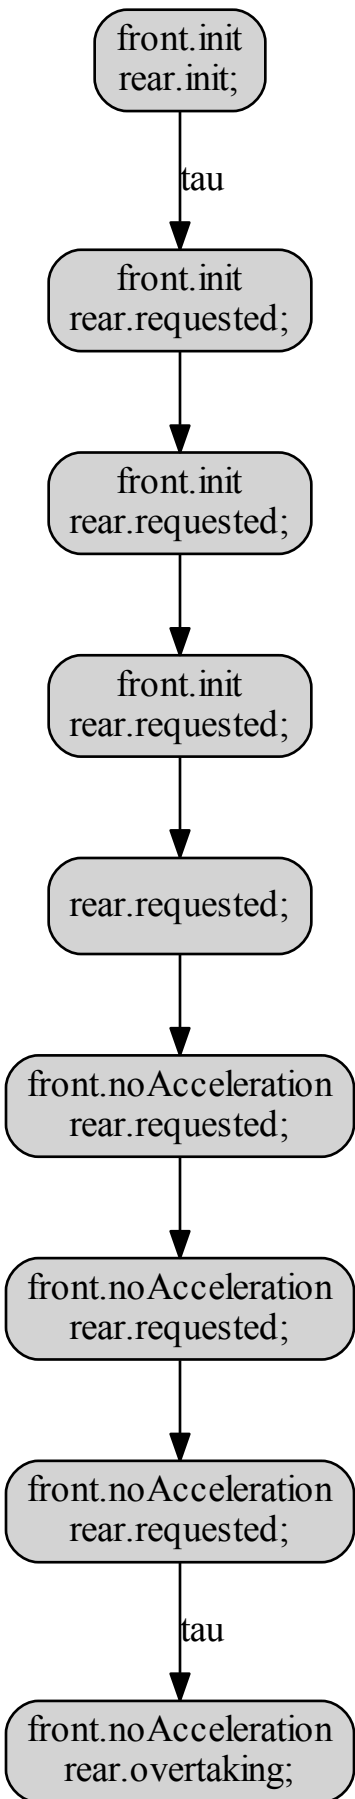 front.init
rear.init;
tau
front.init
rear.requested;
front.init
rear.requested;
front.init
rear.requested;
rear.requested;
front.noAcceleration
rear.requested;
front.noAcceleration
rear.requested;
front.noAcceleration
rear.requested;
tau
front.noAcceleration
rear.overtaking;